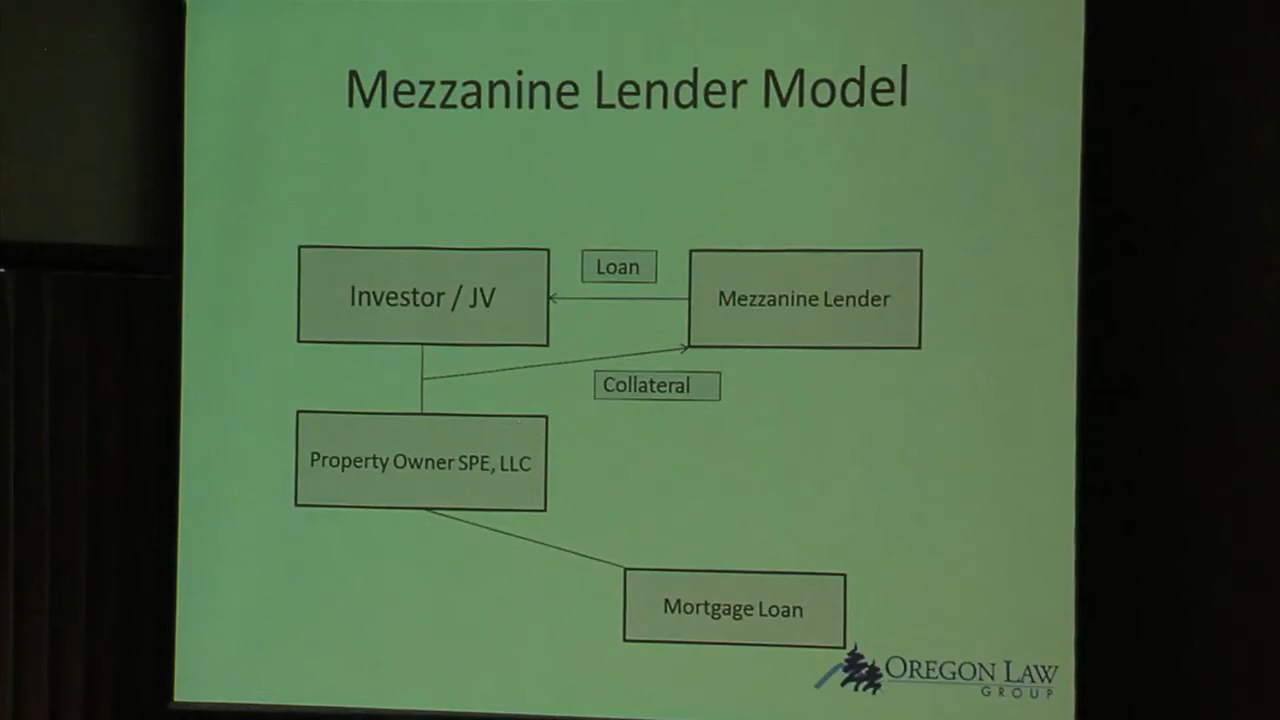 Mezzanine Lender Model
Investor / JV
Loan
Mezzanine Lender
Collateral
Property Owner SPE, LLC
Mortgage Loan
OREGON LAW
GROUP